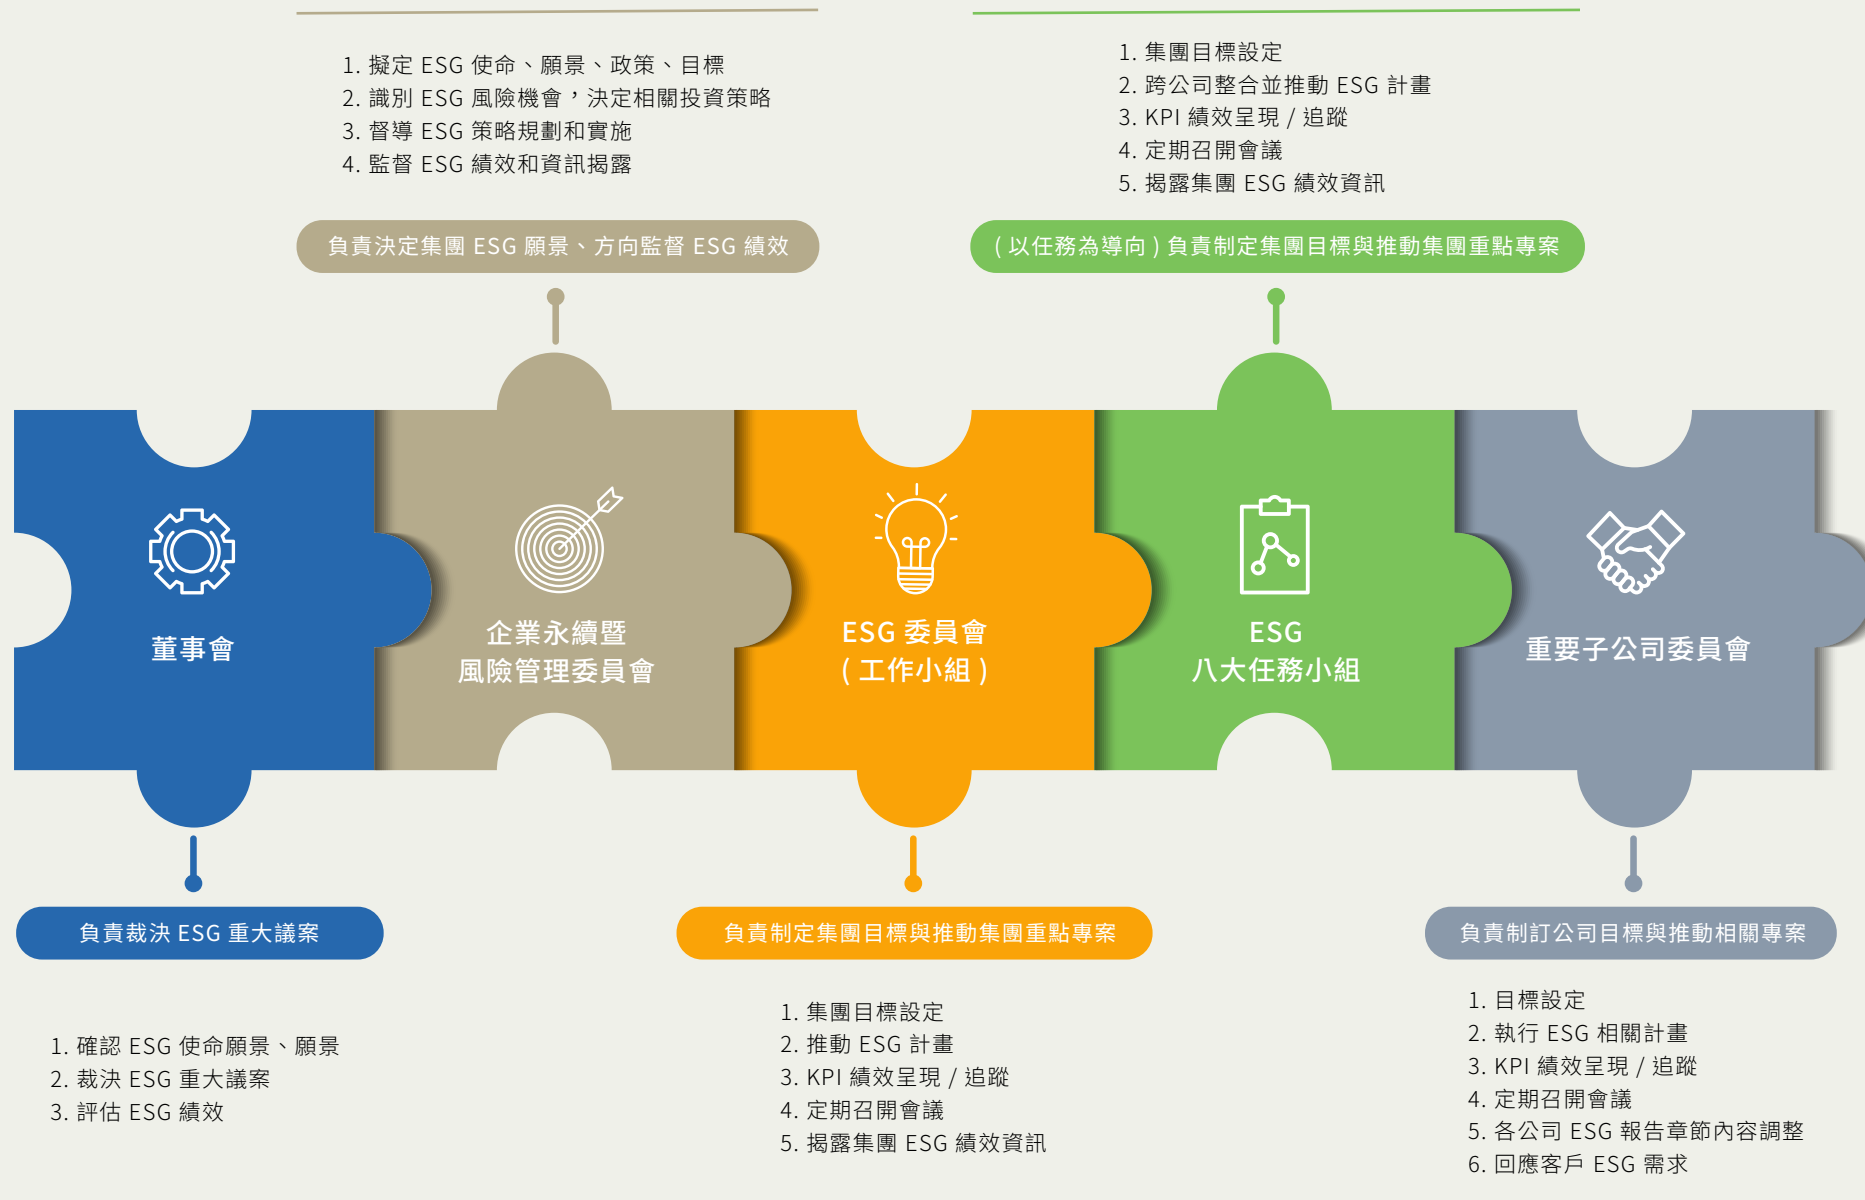 1. 擬定 ESG 使命、願景、政策、目標
2. 識別 ESG 風險機會，決定相關投資策略
3. 督導 ESG 策略規劃和實施
4. 監督 ESG 績效和資訊揭露
負責決定集團 ESG 願景、方向監督 ESG 績效
1. 集團目標設定
2. 跨公司整合並推動 ESG 計畫
3. KPI 績效呈現 / 追蹤
4. 定期召開會議
5. 揭露集團 ESG 績效資訊
( 以任務為導向 ) 負責制定集團目標與推動集團重點專案
董事會
企業永續暨
風險管理委員會
ESG 委員會
( 工作小組 )
ESG
八大任務小組
重要子公司委員會
負責裁決 ESG 重大議案
1. 確認 ESG 使命願景、願景
2. 裁決 ESG 重大議案
3. 評估 ESG 績效
負責制定集團目標與推動集團重點專案
1. 集團目標設定
2. 推動 ESG 計畫
3. KPI 績效呈現 / 追蹤
4. 定期召開會議
5. 揭露集團 ESG 績效資訊
負責制訂公司目標與推動相關專案
1. 目標設定
2. 執行 ESG 相關計畫
3. KPI 績效呈現 / 追蹤
4. 定期召開會議
5. 各公司 ESG 報告章節內容調整
6. 回應客戶 ESG 需求